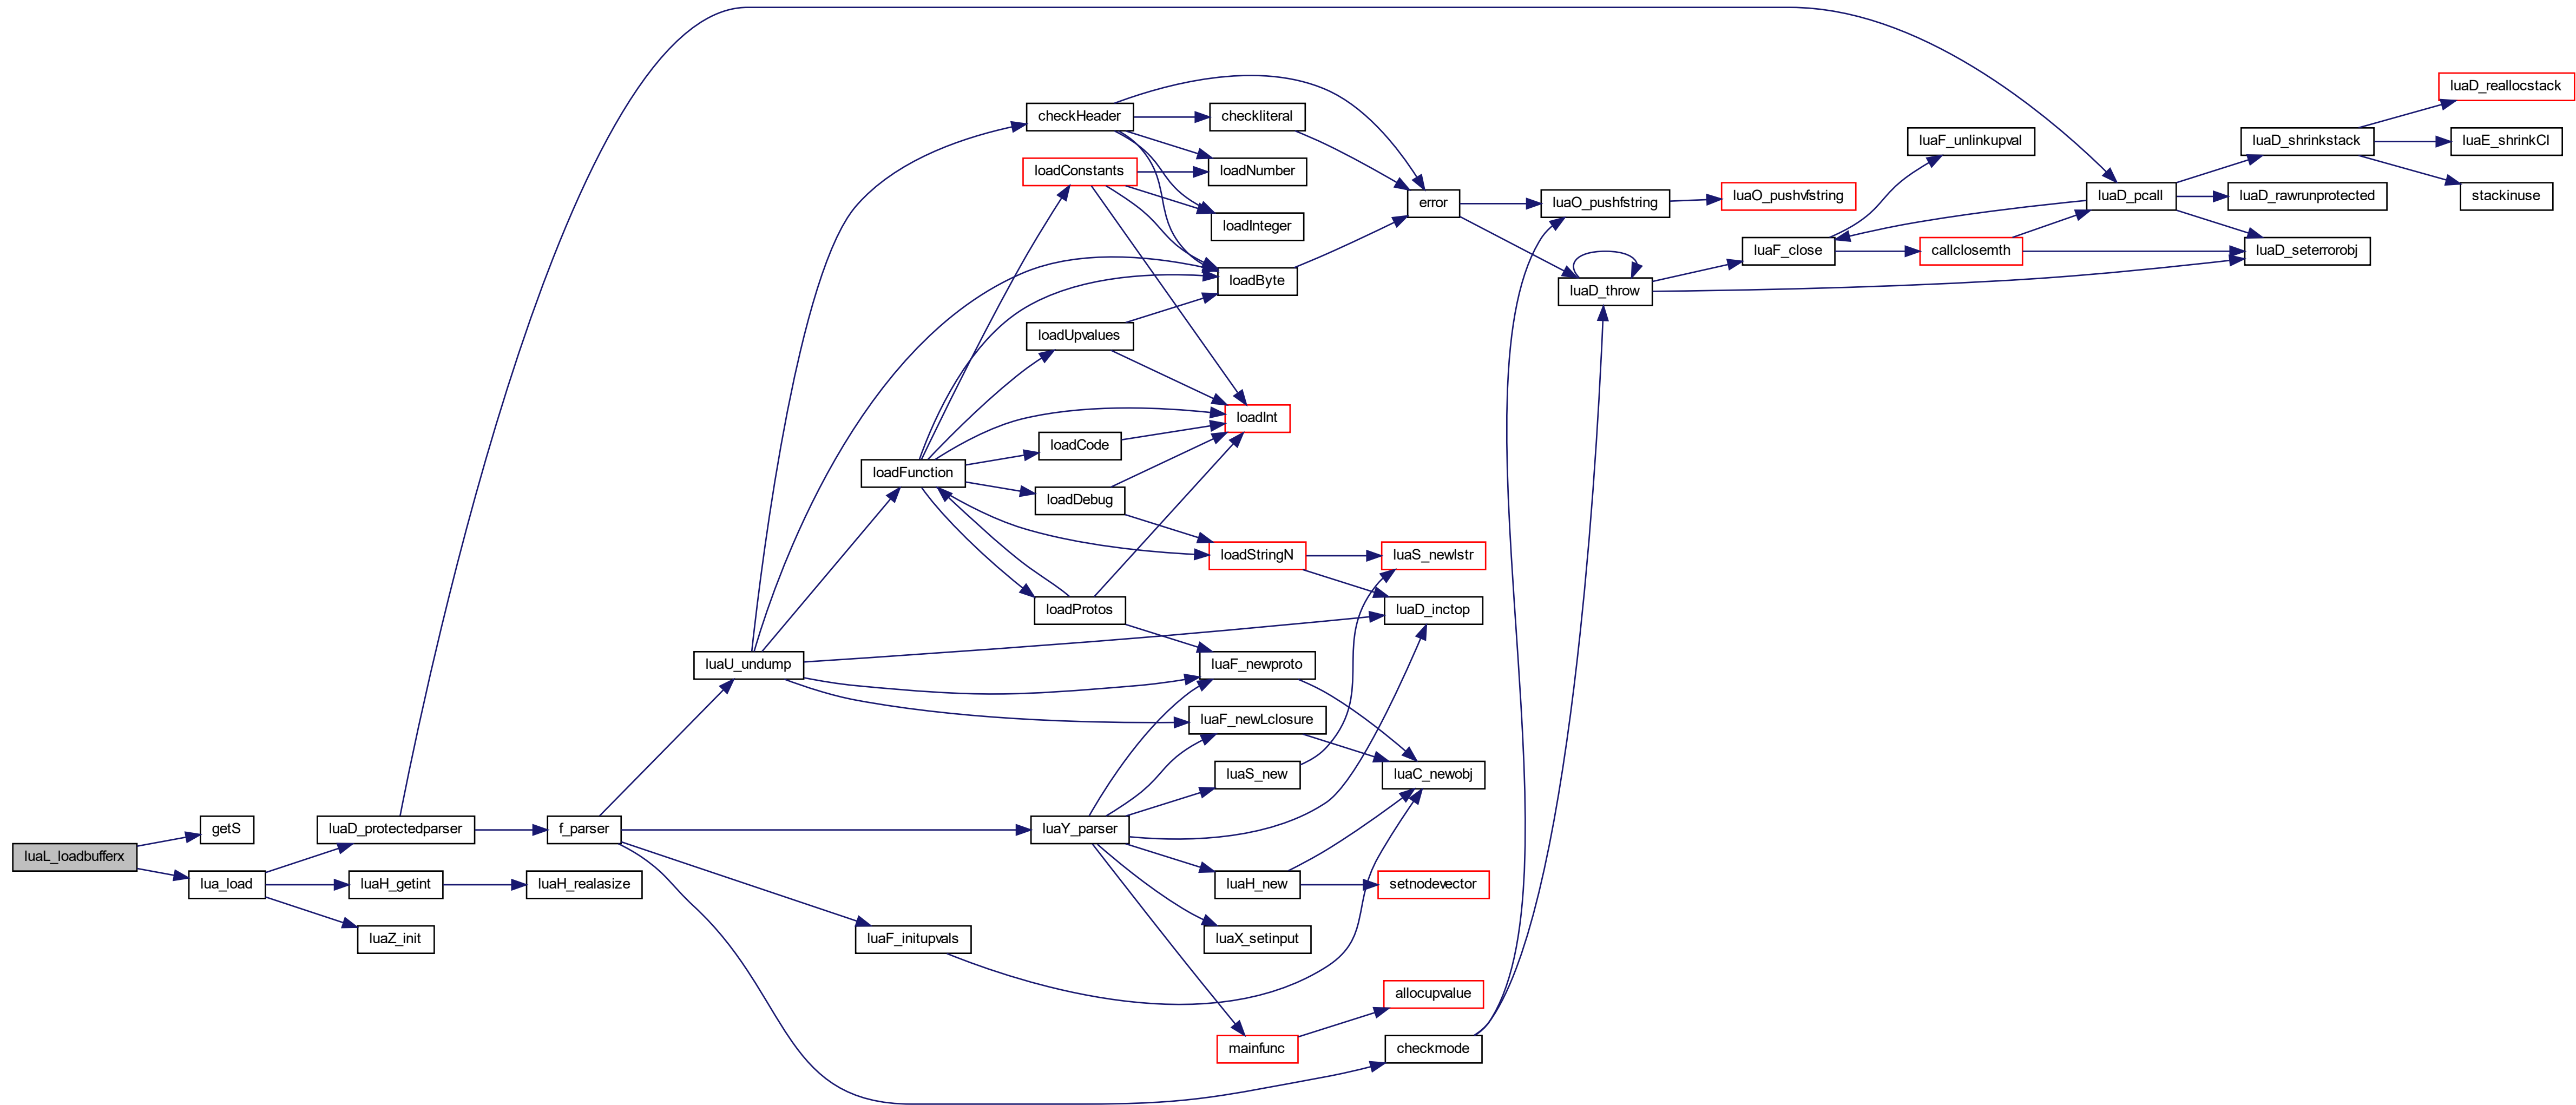 luaD_reallocstack
checkHeader
checkliteral
luaF_unlinkupval
luaD_shrinkstack
luaE_shrinkCI
loadConstants
loadNumber
error
luaO_pushfstring
luaO_pushvfstring
luaD_pcall
luaD_rawrunprotected
stackinuse
loadInteger
luaF_close
callclosemth
luaD_seterrorobj
loadByte
luaD_throw
loadUpvalues
loadInt
loadCode
loadFunction
loadDebug
loadStringN
luaS_newlstr
loadProtos
luaD_inctop
luaU_undump
luaF_newproto
luaF_newLclosure
luaS_new
luaC_newobj
getS
luaD_protectedparser
f_parser
luaY_parser
luaL_loadbufferx
lua_load
luaH_getint
luaH_realasize
luaH_new
setnodevector
luaZ_init
luaF_initupvals
luaX_setinput
allocupvalue
mainfunc
checkmode